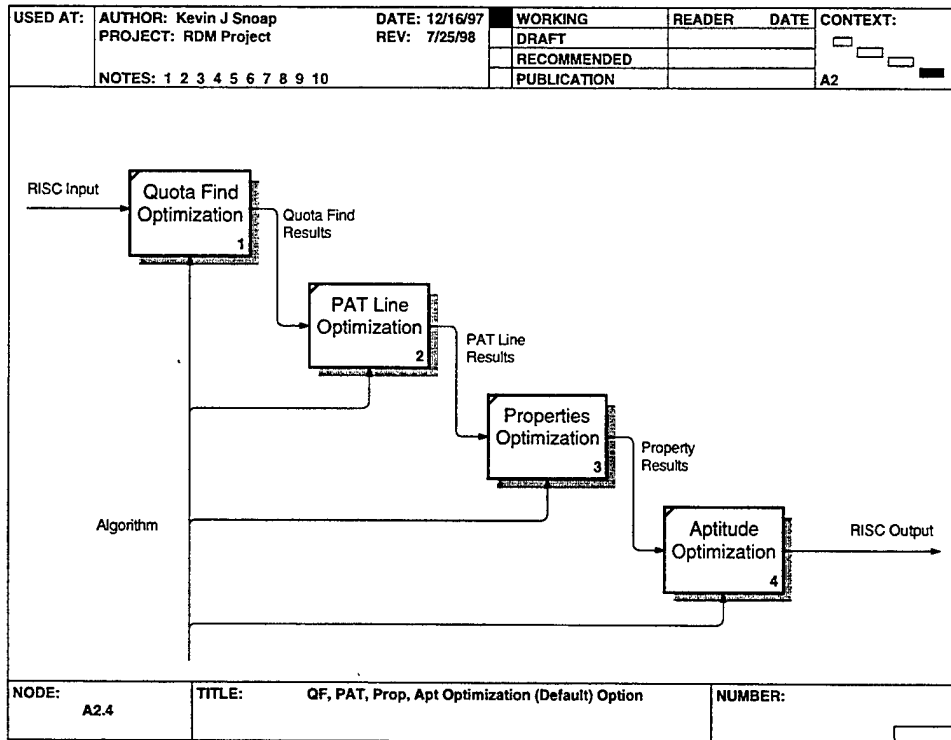 USED AT:
AUTHOR: Kevin J Snoap
DATE: 12/16/97
PROJECT: RDM Project
REV: 7/25/98
NOTES: 1 2 3 4 5 6 7 8 9 10
WORKING
DRAFT
RECOMMENDED
PUBLICATION
READER DATE
CONTEXT:
A2
RISC Input
Quota Find
Optimization
1
Quota Find
Results
PAT Line
Optimization
2
PAT Line
Results
Properties
Optimization
3
Property
Results
Algorithm
Aptitude
Optimization
4
RISC Output
NODE:
A2.4
TITLE:
QF, PAT, Prop, Apt Optimization (Default) Option
NUMBER: